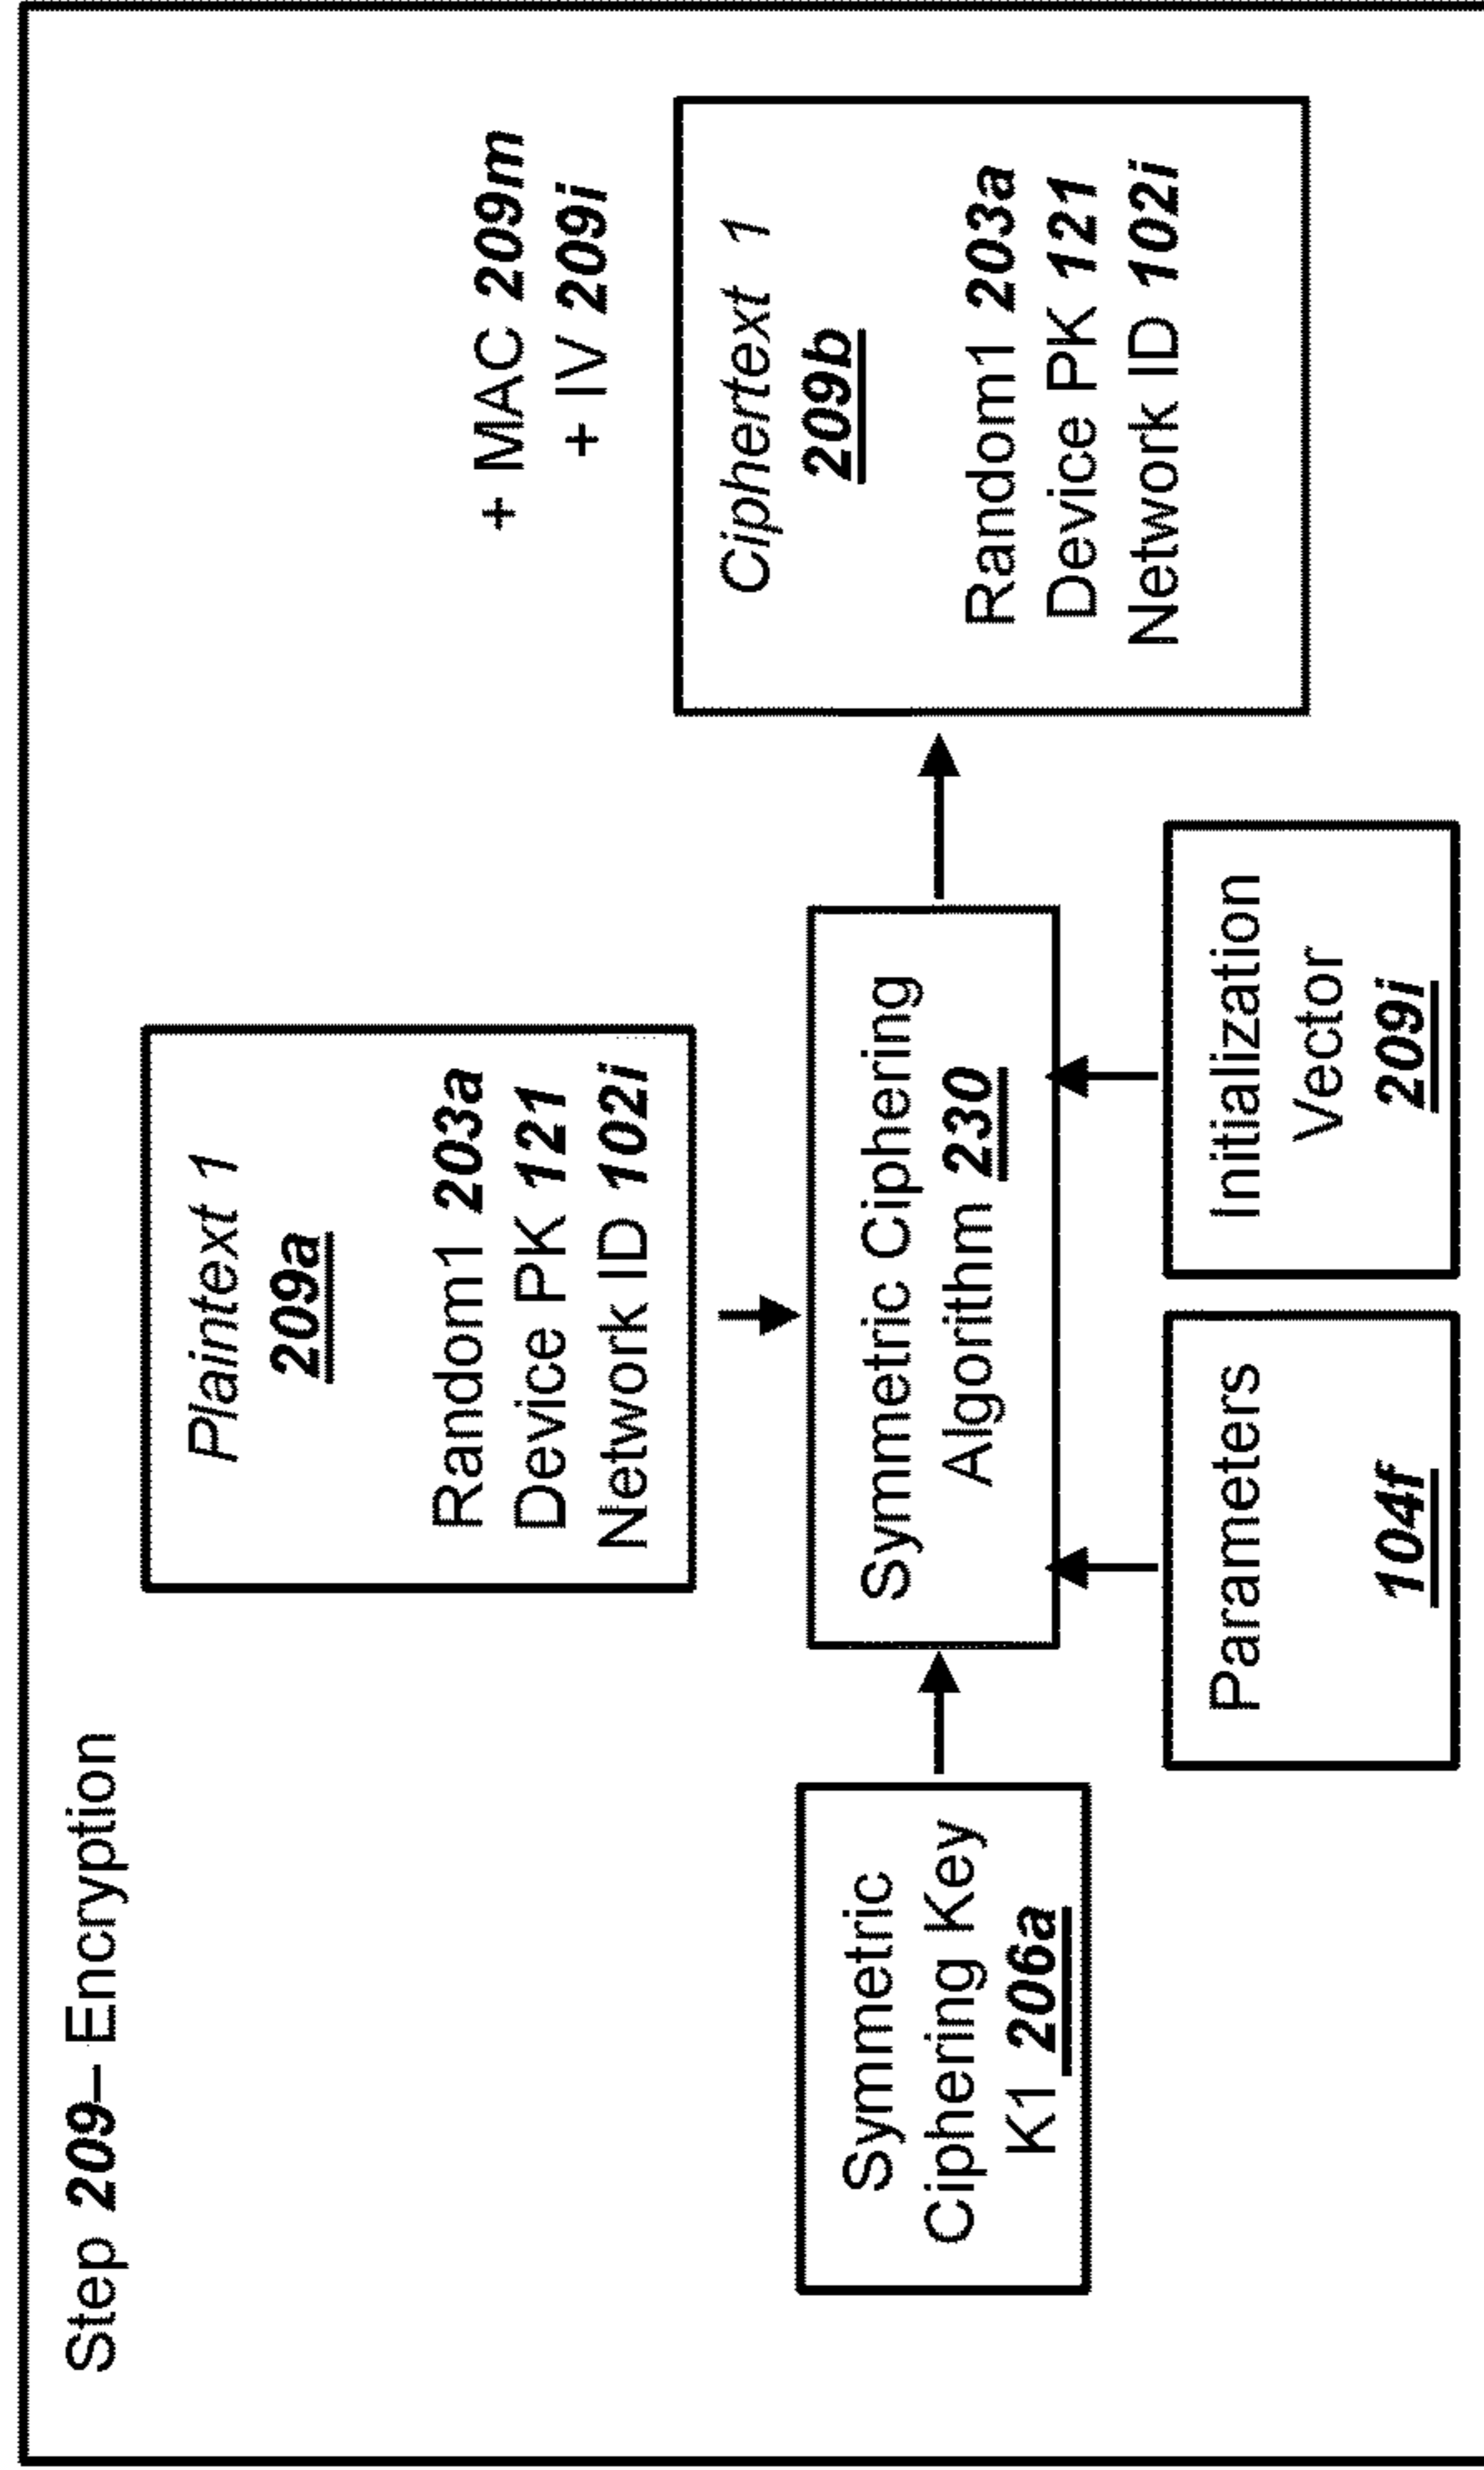 Step 209– Encryption
Plaintext 1
209a
Random1 203a
Device PK 121
Network ID 102i
+ MAC 209m
+ IV 209i
Symmetric
Ciphering Key
K1 206a
Symmetric Ciphering
Algorithm 230
Ciphertext 1
209b
Random1 203a
Device PK 121
Network ID 102i
Parameters
104f
Initialization
Vector
209i